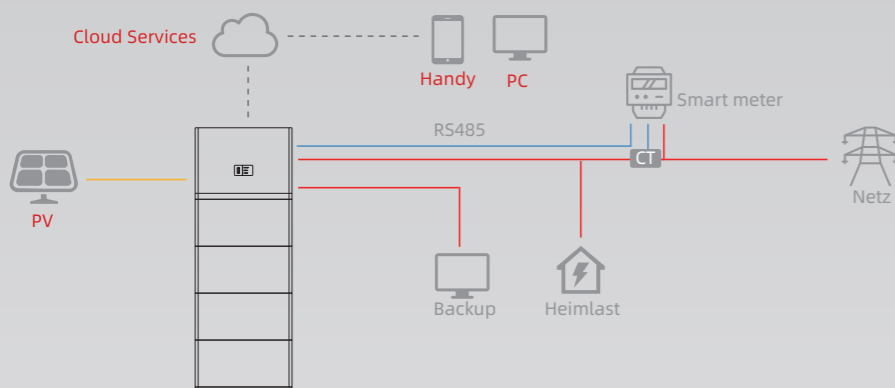 Cloud Services
Handy
PC
Smart meter
RS485
CT
PV
Netz
Backup
Heimlast